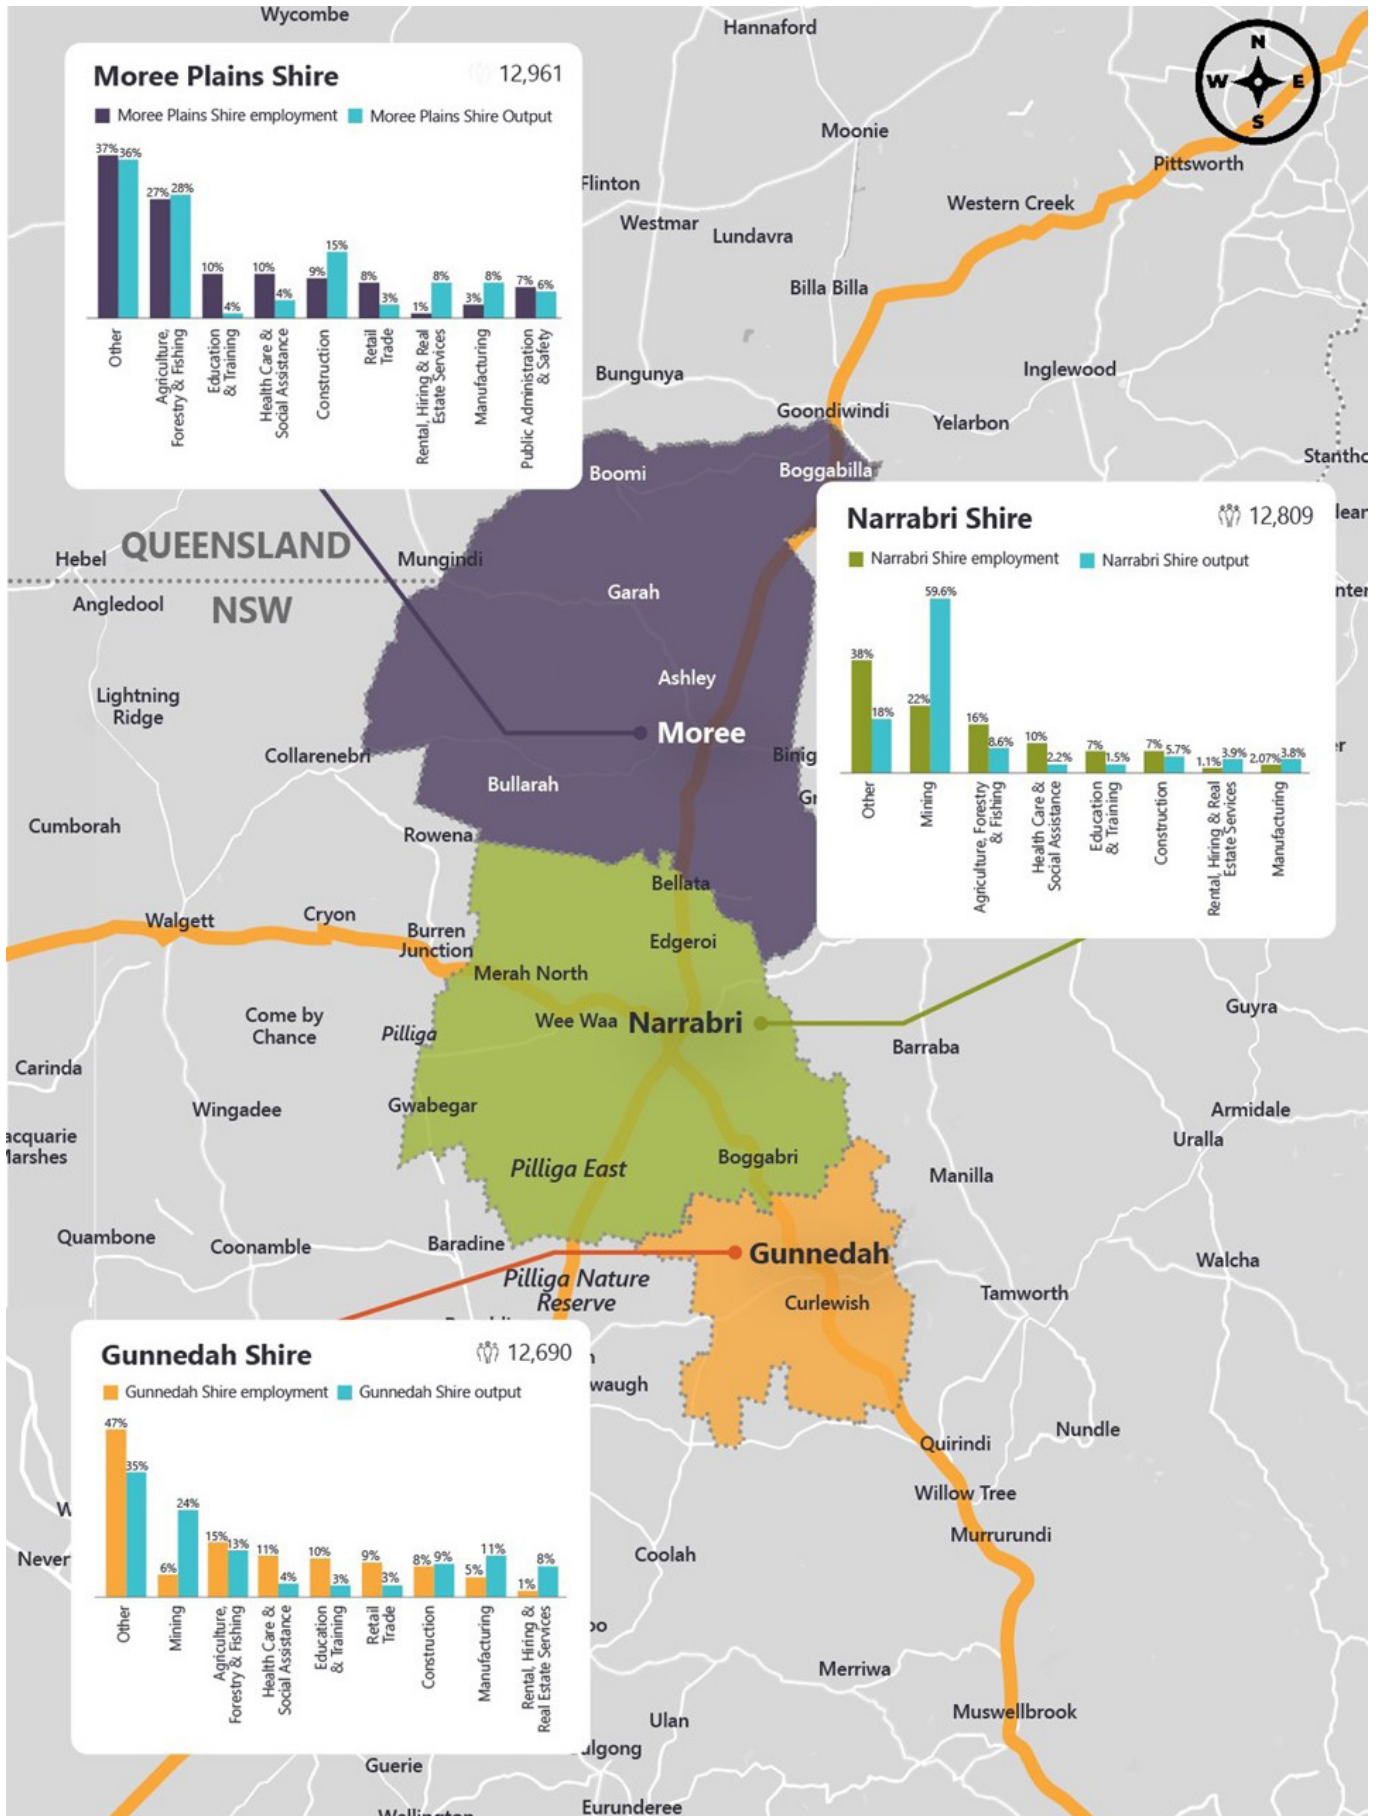 Wycombe
Hannaford
N
W
E
S
Moree Plains Shire
12,961
Moree Plains Shire employment
Moree Plains Shire Output
37%
36%
27%
28%
10%
4%
10%
4%
9%
15%
8%
3%
1%
8%
3%
8%
7%
6%
Other
Agriculture,
Forestry & Fishing
Education
& Training
Health Care &
Social Assistance
Construction
Retail
Trade
Rental, Hiring & Real
Estate Services
Manufacturing
Public Administration
& Safety
Moonie
Pittsworth
Flinton
Westmar
Lundavra
Western Creek
Billa Billa
Bungunya
Inglewood
Goondiwindi
Yelarbon
Stantho
Boomi
Boggabilla
Narrabri Shire
12,809
Narrabri Shire employment
Narrabri Shire output
59.6%
38%
18%
22%
16%
8.6%
10%
2.2%
7%
1.5%
7%
5.7%
1.1%
3.9%
2.07%
3.8%
Other
Mining
Agriculture, Forestry
& Fishing
Health Care &
Social Assistance
Education
& Training
Construction
Rental, Hiring & Real
Estate Services
Manufacturing
QUEENSLAND
Hebel
Mungindi
Angledool
NSW
Garah
Ashley
Lightning
Ridge
Moree
Collarenebri
Binig
Bullarah
Gr
Cumborah
Rowena
Bellata
Walgett
Cryon
Burren
Junction
Edgeroi
Merah North
Come by
Chance
Pilliga
Wee Waa
Narrabri
Guyra
Barraba
Carinda
Wingadee
Gwabegar
Armidale
Uralla
acquarie
Marshes
Pilliga East
Boggabri
Manilla
Quambone
Coonamble
Baradine
Gunnedah
Walcha
Pilliga Nature
Reserve
Curlewish
Tamworth
Gunnedah Shire
12,690
Gunnedah Shire employment
Gunnedah Shire output
47%
35%
6%
24%
15%
13%
11%
4%
10%
3%
9%
3%
8%
9%
5%
11%
1%
8%
Other
Mining
Agriculture,
Forestry & Fishing
Health Care &
Social Assistance
Education
& Training
Retail
Trade
Construction
Manufacturing
Rental, Hiring &
Real Estate Services
waugh
Quirindi
Nundle
Willow Tree
Murrurundi
Never
Coolah
Merriwa
Muswellbrook
Ulan
ulgong
Guerie
Eurunderee